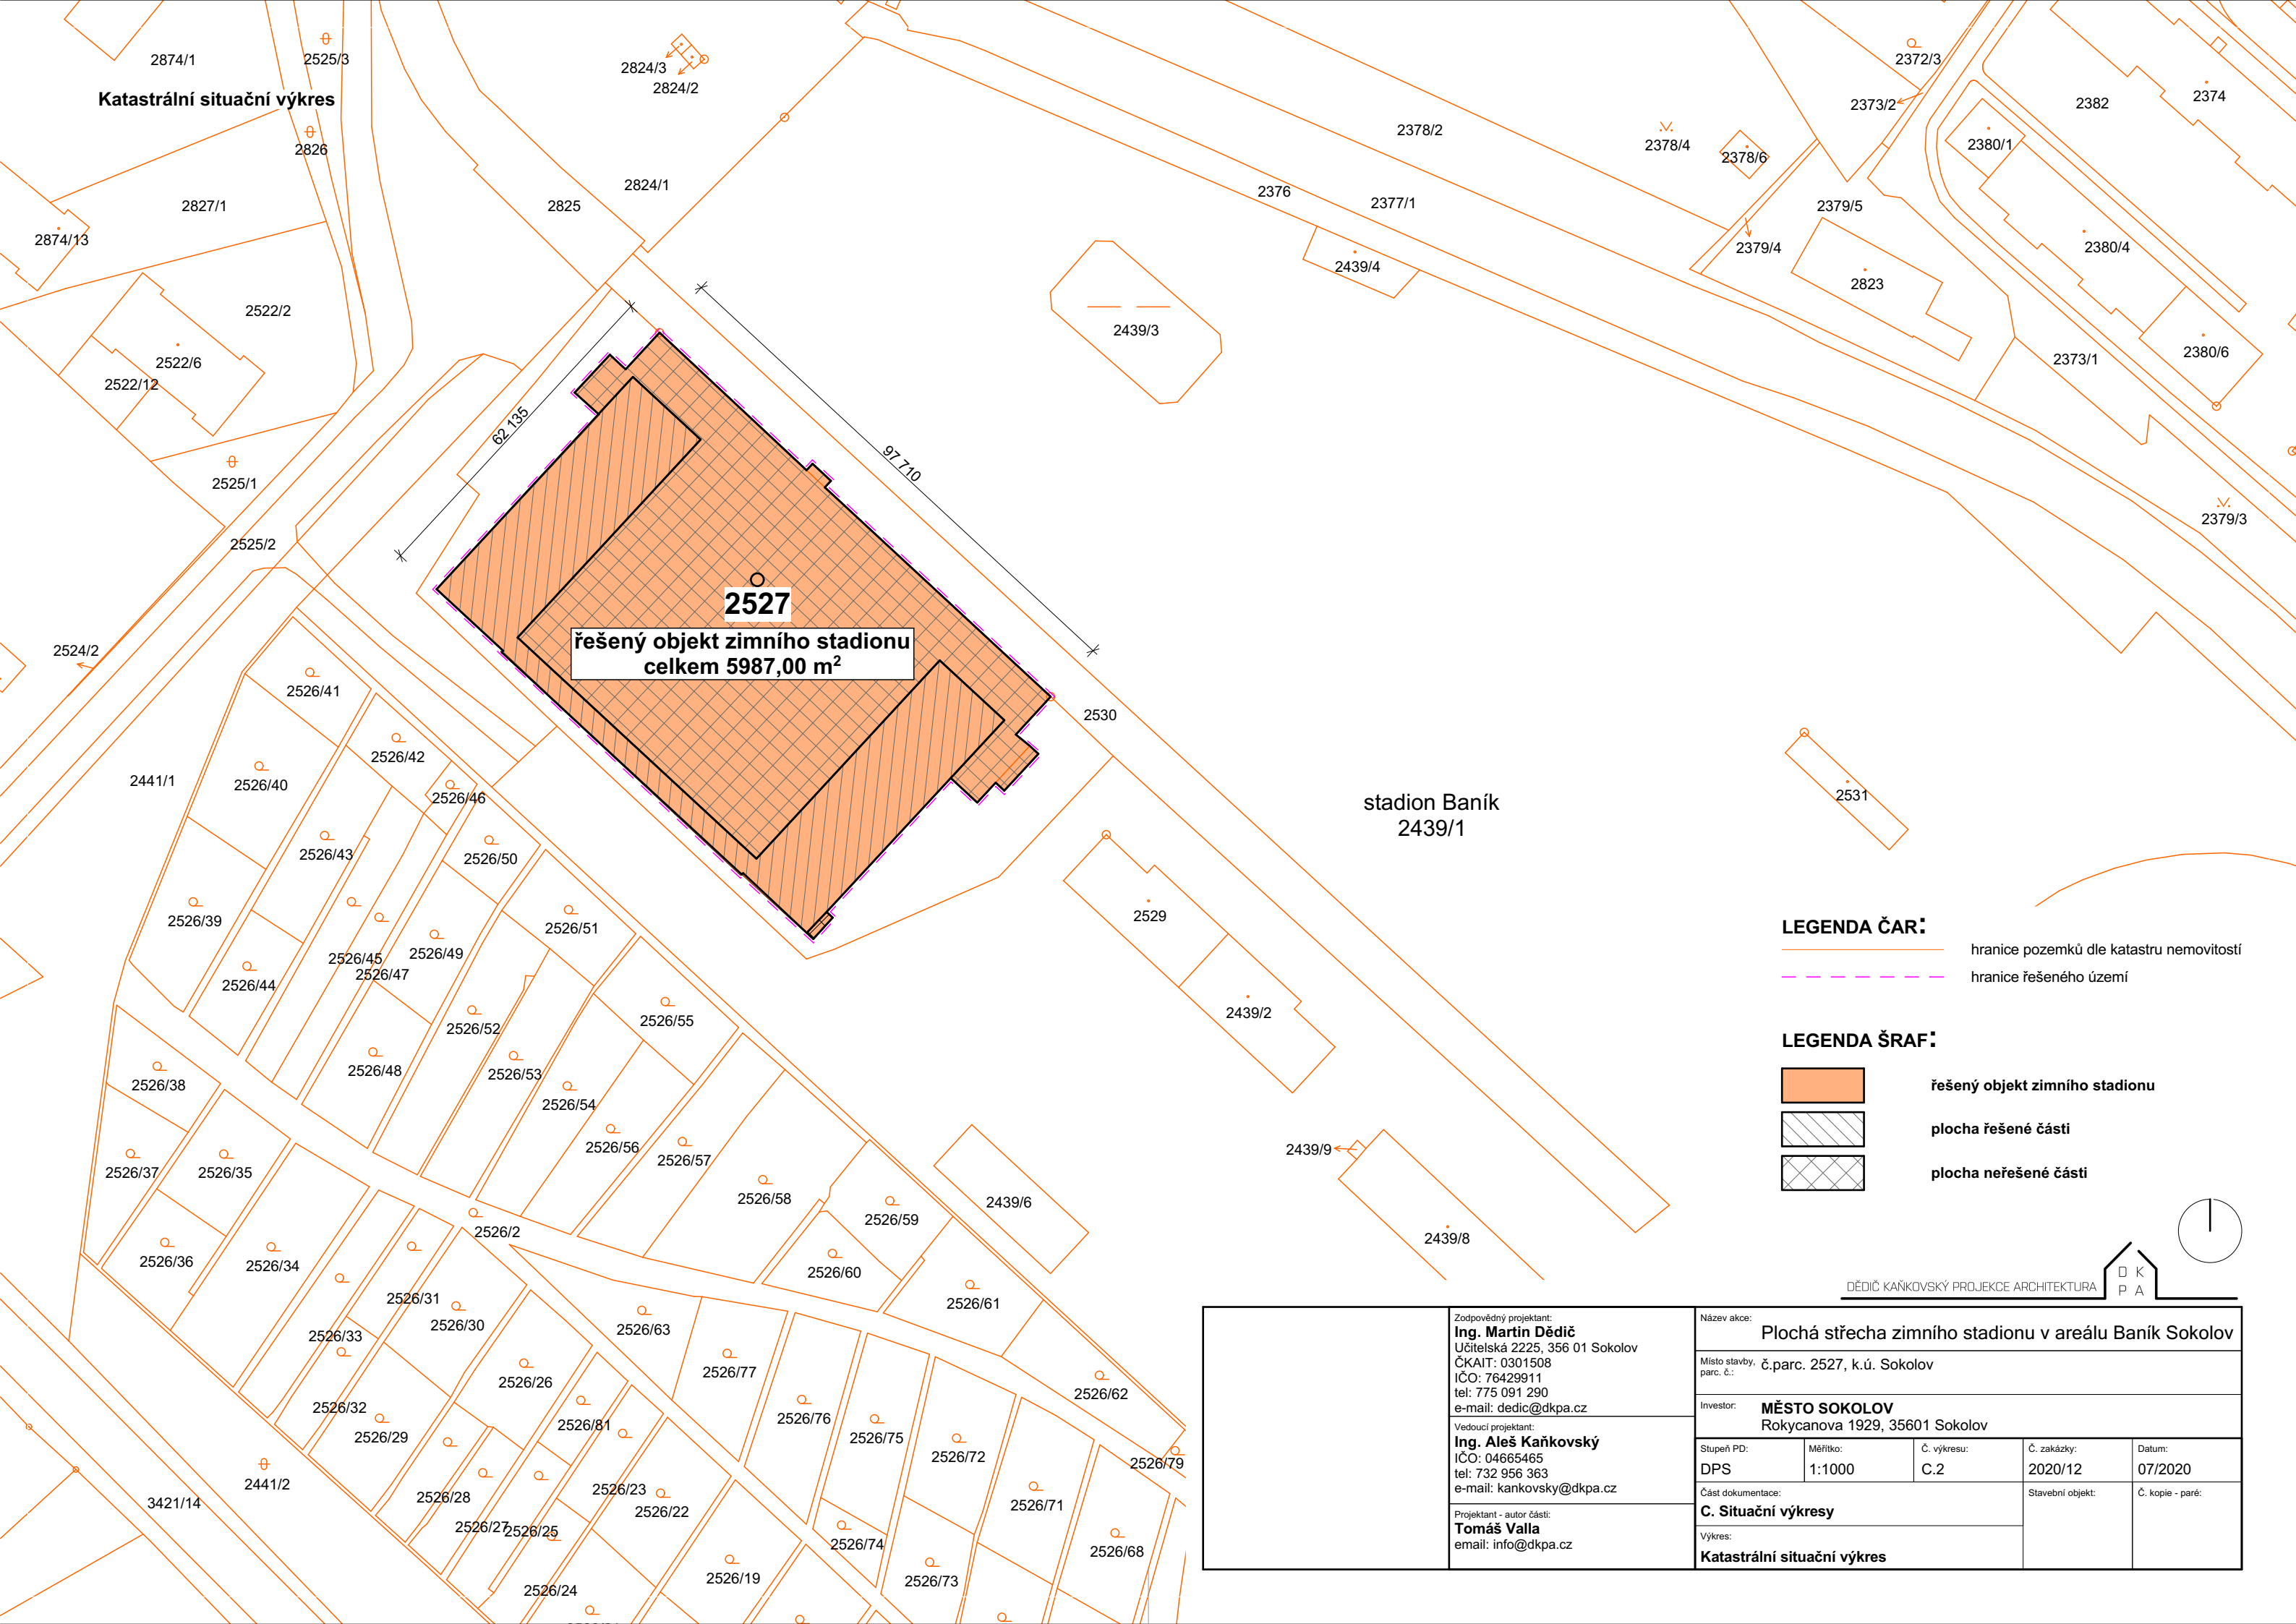 2874/1
2525/3
Katastrální situační výkres
2826
2827/1
2874/13
2522/2
2522/6
2522/12
2525/1
2525/2
2524/2
2824/3
2824/2
2824/1
2825
2376
2378/2
2377/1
2378/4
2378/6
2372/3
2373/2
2382
2374
2380/1
2379/5
2379/4
2380/4
2823
2373/1
2380/6
2379/3
2439/4
2439/3
62 135
97 710
2527
řešený objekt zimního stadionu
celkem 5987,00 m²
2530
stadion Baník
2439/1
2531
2529
2439/2
2439/9
2439/8
2439/6
2441/1
2526/41
2526/42
2526/40
2526/46
2526/43
2526/50
2526/39
2526/51
2526/45
2526/49
2526/47
2526/44
2526/52
2526/55
2526/48
2526/53
2526/38
2526/54
2526/56
2526/57
2526/37
2526/35
2526/58
2526/59
2526/2
2526/36
2526/34
2526/60
2526/31
2526/61
2526/30
2526/33
2526/63
2526/77
2526/26
2526/62
2526/32
2526/81
2526/76
2526/29
2526/75
2526/72
2526/79
2441/2
2526/28
2526/23
2526/22
2526/71
3421/14
2526/27
2526/25
2526/74
2526/68
2526/24
2526/19
2526/73
LEGENDA ČAR:
hranice pozemků dle katastru nemovitostí
hranice řešeného území
LEGENDA ŠRAF:
řešený objekt zimního stadionu
plocha řešené části
plocha neřešené části
DĚDIČ KAŇKOVSKÝ PROJEKCE ARCHITEKTURA
D K
P A
Zodpovědný projektant:
Ing. Martin Dědič
Učitelská 2225, 356 01 Sokolov
ČKAIT: 0301508
IČO: 76429911
tel: 775 091 290
e-mail: dedic@dkpa.cz
Vedoucí projektant:
Ing. Aleš Kaňkovský
IČO: 04665465
tel: 732 956 363
e-mail: kankovsky@dkpa.cz
Projektant - autor části:
Tomáš Valla
email: info@dkpa.cz
Název akce:
Plochá střecha zimního stadionu v areálu Baník Sokolov
Místo stavby, parc. č.:
č.parc. 2527, k.ú. Sokolov
Investor:
MĚSTO SOKOLOV
Rokycanova 1929, 35601 Sokolov
Stupeň PD:
DPS
Měřítko:
1:1000
Č. výkresu:
C.2
Č. zakázky:
2020/12
Datum:
07/2020
Část dokumentace:
C. Situační výkresy
Stavební objekt:
Č. kopie - paré:
Výkres:
Katastrální situační výkres